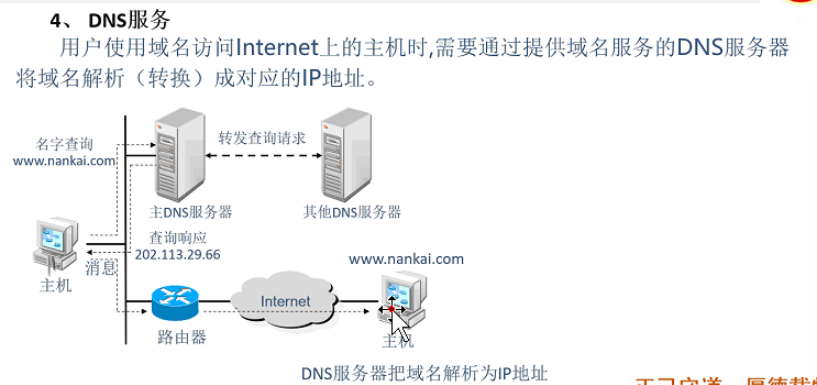 4、 DNS服务
用户使用域名访问Internet上的主机时,需要通过提供域名服务的DNS服务器
将域名解析（转换）成对应的IP地址。
名字查询
www.nankai.com
转发查询请求
主DNS服务器
其他DNS服务器
查询响应
202.113.29.66
www.nankai.com
消息
主机
Internet
路由器
主机
DNS服务器把域名解析为IP地址